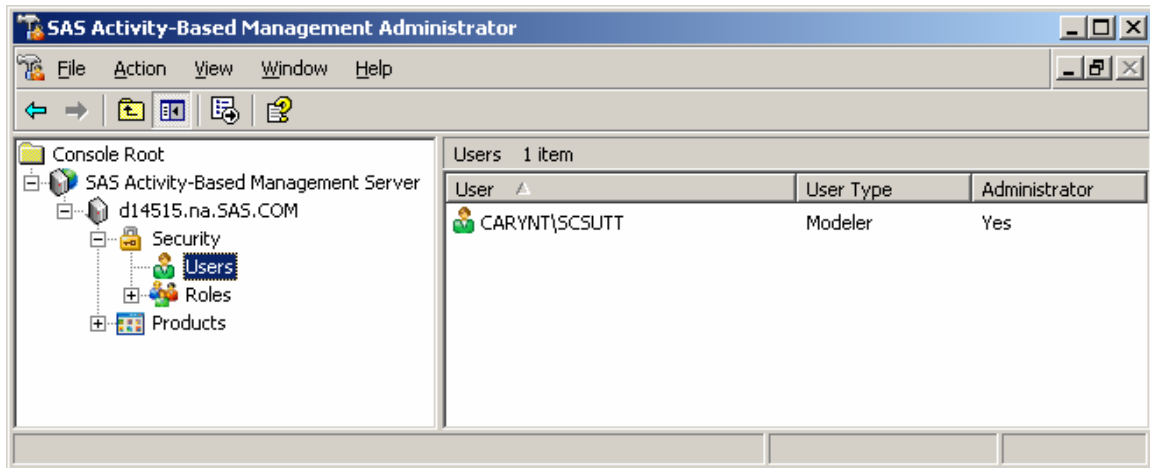 SAS Activity-Based Management Administrator
File Action View Window Help
Console Root
SAS Activity-Based Management Server
d14515.na.SAS.COM
Security
Users
Roles
Products
Users 1 item
User User Type Administrator
CARYNT\SCSUTT Modeler Yes